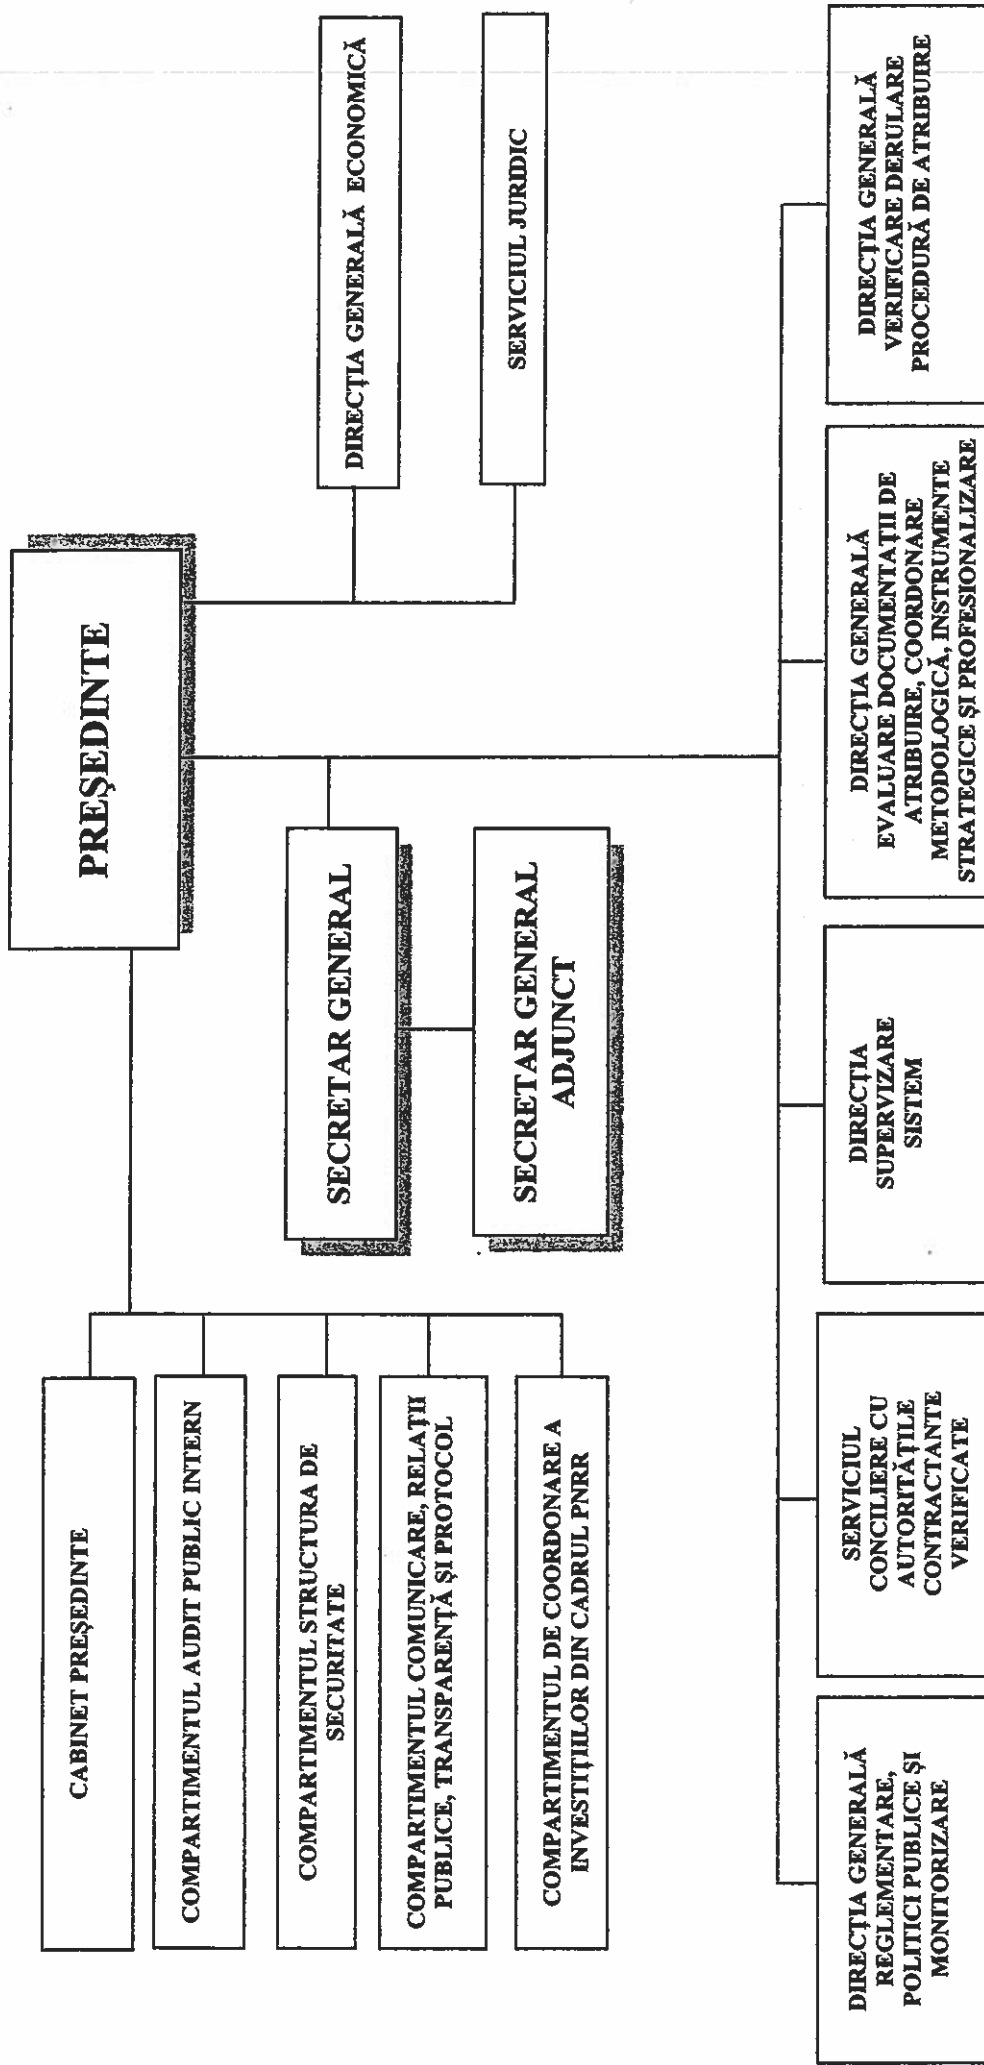 PREŞEDINTE
CABINET PREŞEDINTE
COMPARTIMENTUL AUDIT PUBLIC INTERN
COMPARTIMENTUL STRUCTURA DE
SECURITATE
COMPARTIMENTUL COMUNICARE, RELAŢII
PUBLICE, TRANSPARENŢĂ ŞI PROTOCOL
COMPARTIMENTUL DE COORDONARE A
INVESTIŢIILOR DIN CADRUL PNRR
SECRETAR GENERAL
SECRETAR GENERAL
ADJUNCT
DIRECŢIA GENERALĂ ECONOMICĂ
SERVICIUL JURIDIC
DIRECŢIA GENERALĂ
REGLEMENTARE,
POLITICI PUBLICE ŞI
MONITORIZARE
SERVICIUL
CONCILIERE CU
AUTORITĂŢILE
CONTRACTANTE
VERIFICATE
DIRECŢIA
SUPERVIZARE
SISTEM
DIRECŢIA GENERALĂ
EVALUARE DOCUMENTAŢII DE
ATRIBUIRE, COORDONARE
METODOLOGICĂ, INSTRUMENTE
STRATEGICE ŞI PROFESIONALIZARE
DIRECŢIA GENERALĂ
VERIFICARE DERULARE
PROCEDURĂ DE ATRIBUIRE